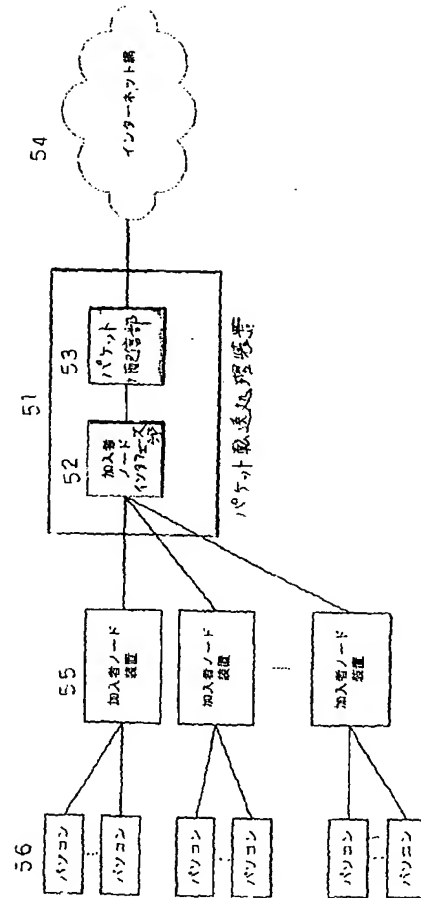 54
インターネット網
51
53
パケット
配信部
52
加入者
ノード
インタフェース
部
パケット転送処理装置
55
加入者ノード
装置
加入者ノード
装置
加入者ノード
装置
56
パソコン
パソコン
パソコン
パソコン
パソコン
パソコン